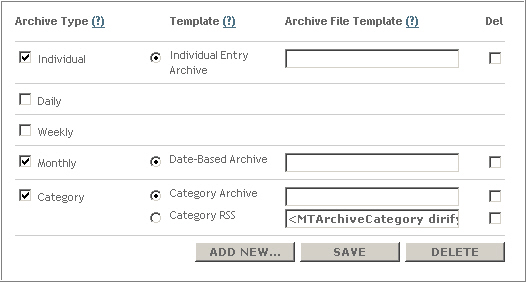 Archive Type (?) Template (?) Archive File Template (?) Del
Individual Individual Entry
Archive
Daily
Weekly
Monthly Date-Based Archive
Category Category Archive
Category RSS <MTArchiveCategory dirify
ADD NEW... SAVE DELETE